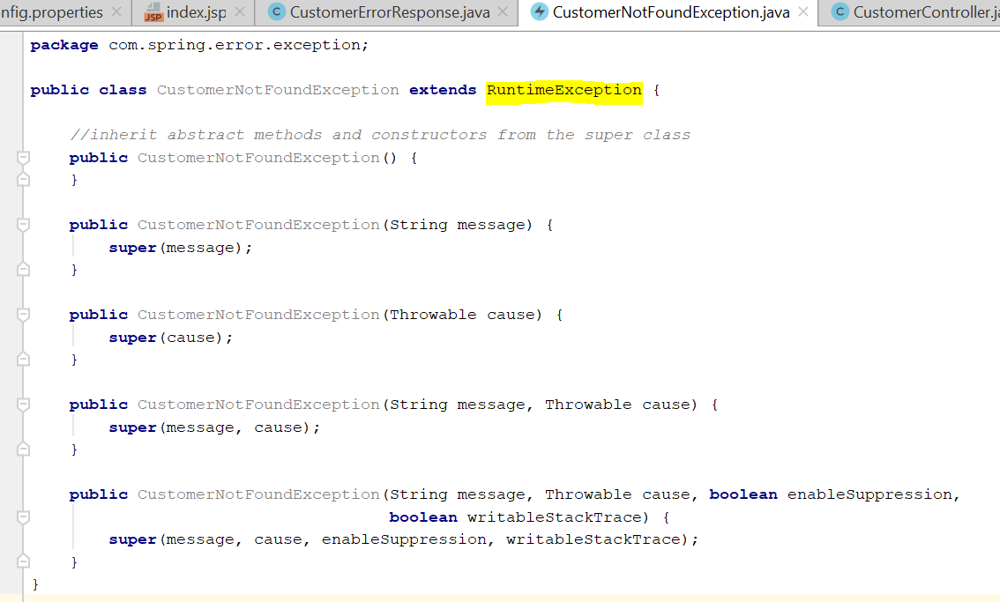 nfig.properties JSP index.jsp C CustomerErrorResponse.java CustomerNotFoundException.java C CustomerController.ja
package com.spring.error.exception;
public class CustomerNotFoundException extends RuntimeException {
//inherit abstract methods and constructors from the super class
public CustomerNotFoundException() {
}
public CustomerNotFoundException(String message) {
super(message);
}
public CustomerNotFoundException(Throwable cause) {
super(cause);
}
public CustomerNotFoundException(String message, Throwable cause) {
super(message, cause);
}
public CustomerNotFoundException(String message, Throwable cause, boolean enableSuppression,
boolean writableStackTrace) {
super(message, cause, enableSuppression, writableStackTrace);
}
}